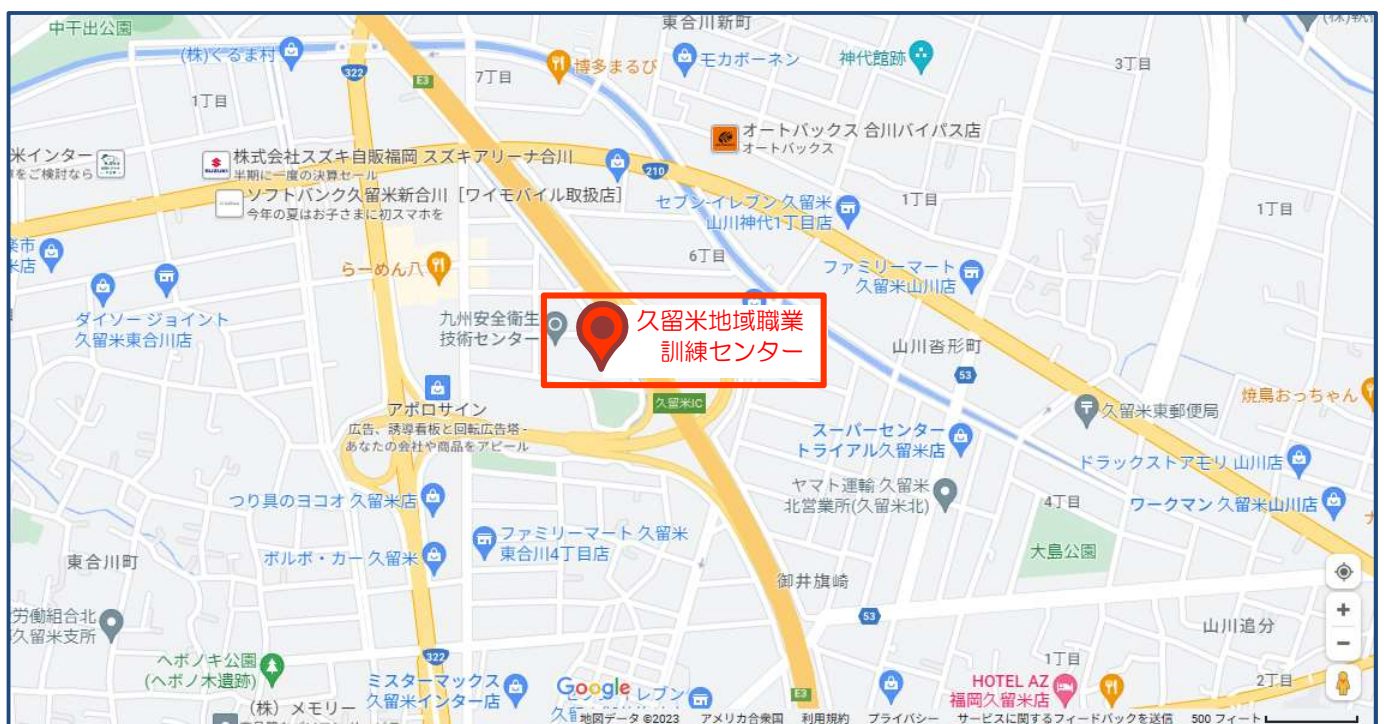 中干出公園
(株)くるま村
322
E3
7丁目
博多まるび
東合川新町
モカボーネン
神代館跡
3丁目
1丁目
オートバックス 合川バイパス店
オートバックス
米インター
をご検討なら
SUZUKI
株式会社スズキ自販福岡 スズキアリーナ合川
半期に一度の決算セール
210
ソフトバンク久留米新合川［ワイモバイル取扱店］
今年の夏はお子さまに初スマホを
セブン-イレブン 久留米
山川神代1丁目店
1丁目
1丁目
楽市
米店
らーめん八
6丁目
ファミリーマート
久留米山川店
ダイソー ジョイント
久留米東合川店
九州安全衛生
技術センター
久留米地域職業
訓練センター
山川沓形町
53
アポロサイン
広告、誘導看板と回転広告塔 -
あなたの会社や商品をアピール
久留米IC
久留米東郵便局
焼鳥おっちゃん
スーパーセンター
トライアル久留米店
ドラックストアモリ 山川店
つり具のヨコオ 久留米店
ヤマト運輸 久留米
北営業所(久留米北)
4丁目
ワークマン 久留米山川店
ファミリーマート 久留米
東合川4丁目店
ボルボ・カー 久留米
大島公園
東合川町
御井旗崎
労働組合北
久留米支所
53
山川追分
ヘボノキ公園
(ヘボノ木遺跡)
322
1丁目
ミスターマックス
久留米インター店
HOTEL AZ
福岡久留米店
2丁目
(株) メモリー
Google
レブン
E3
地図データ ©2023 アメリカ合衆国 利用規約 プライバシー サービスに関するフィードバックを送信 500 フィート